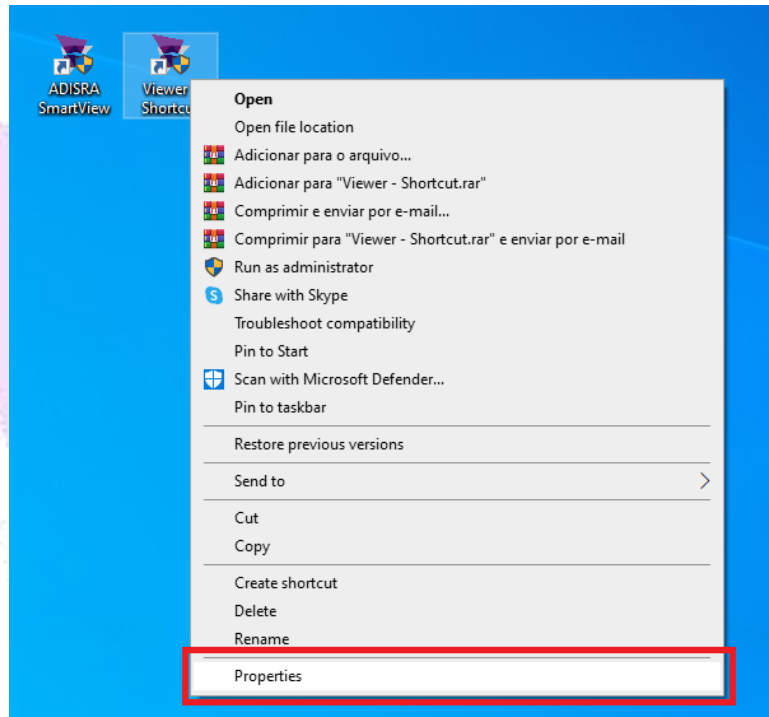 ADISRA
SmartView
Viewer
Open
Open file location
Adicionar para o arquivo...
Adicionar para "Viewer - Shortcut.rar"
Comprimir e enviar por e-mail...
Comprimir para "Viewer - Shortcut.rar" e enviar por e-mail
Run as administrator
S
Share with Skype
Troubleshoot compatibility
Pin to Start
Scan with Microsoft Defender...
Pin to taskbar
Restore previous versions
Send to
Cut
Copy
Create shortcut
Delete
Rename
Properties